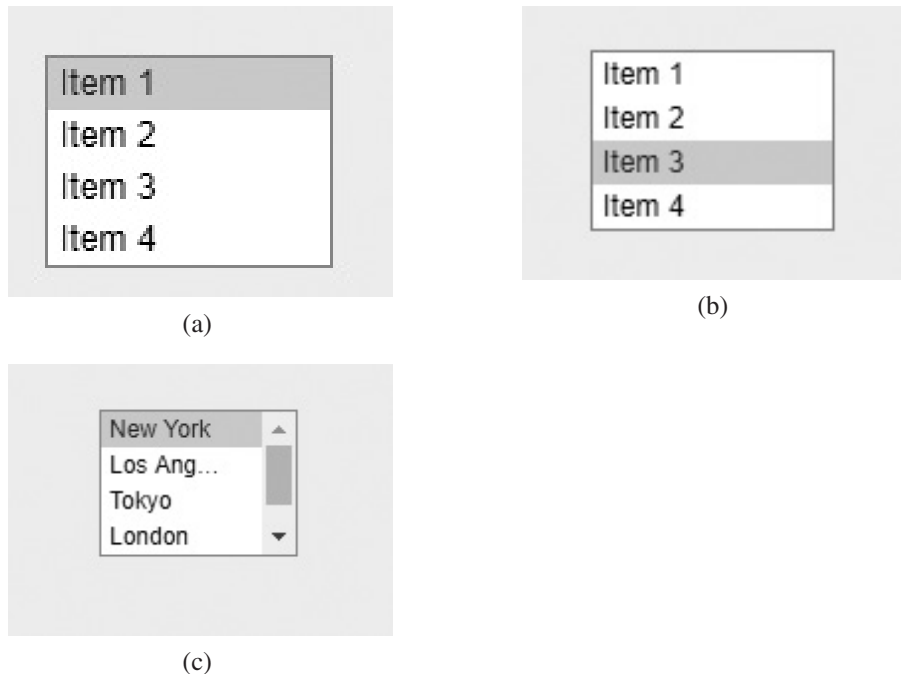 Item 1
Item 2
Item 3
Item 4
(a)
Item 1
Item 2
Item 3
Item 4
(b)
New York
Los Ang...
Tokyo
London
(c)